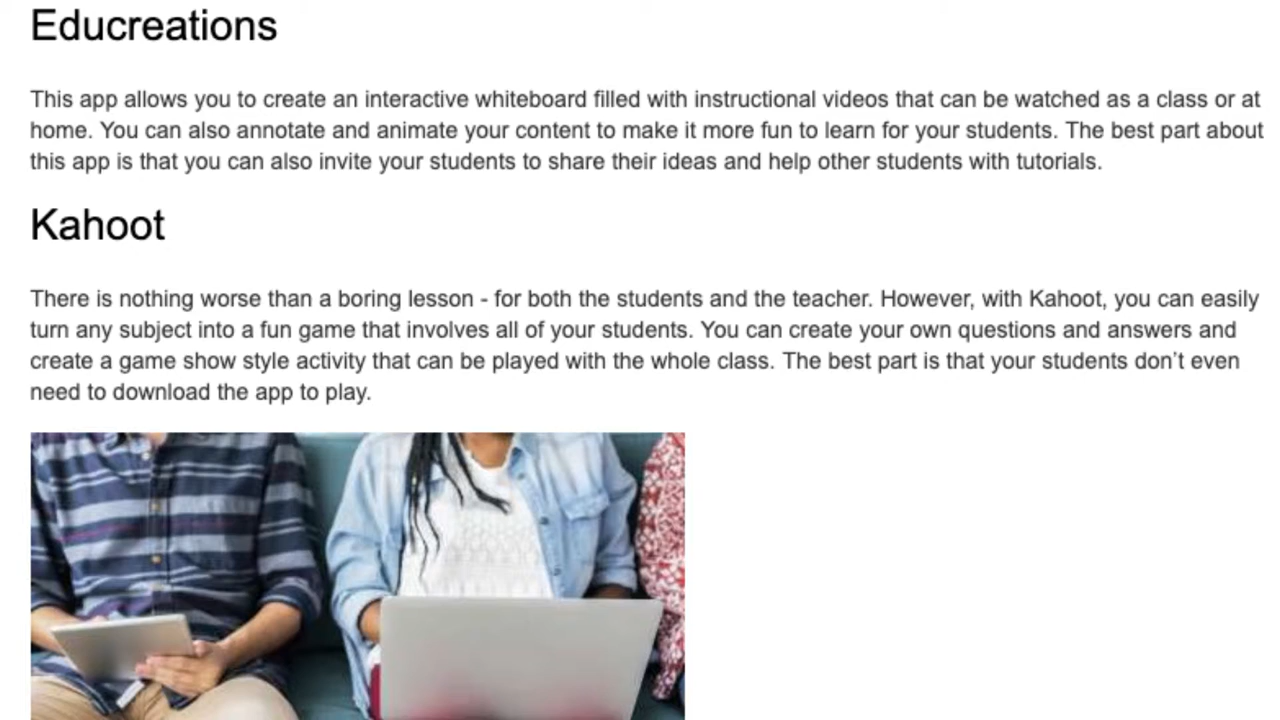 Educreations
This app allows you to create an interactive whiteboard filled with instructional videos that can be watched as a class or at
home. You can also annotate and animate your content to make it more fun to learn for your students. The best part about
this app is that you can also invite your students to share their ideas and help other students with tutorials.
Kahoot
There is nothing worse than a boring lesson - for both the students and the teacher. However, with Kahoot, you can easily
turn any subject into a fun game that involves all of your students. You can create your own questions and answers and
create a game show style activity that can be played with the whole class. The best part is that your students don’t even
need to download the app to play.